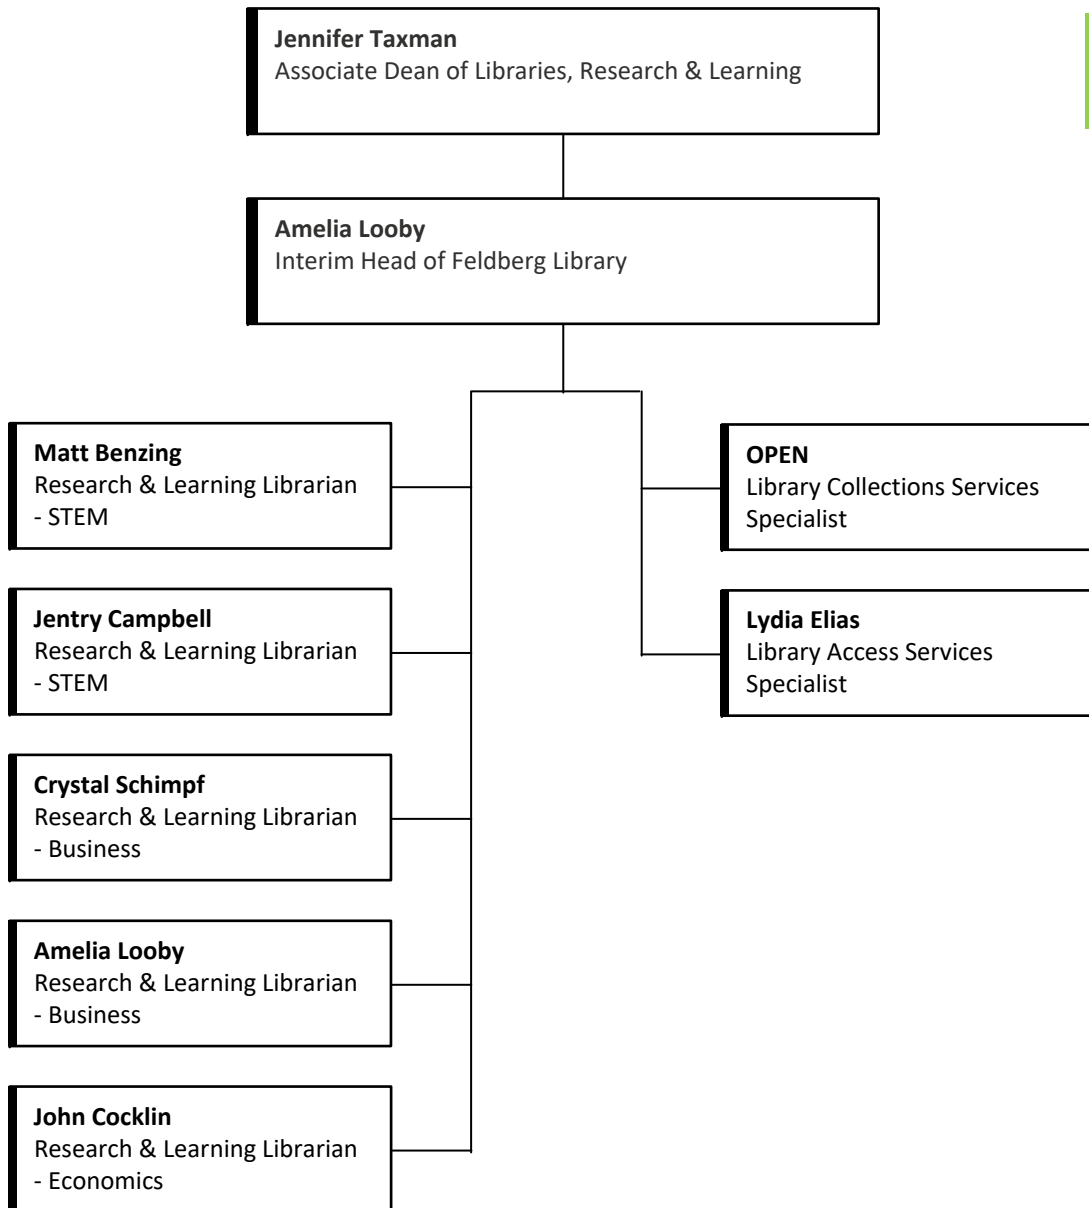 Jennifer Taxman
Associate Dean of Libraries, Research & Learning
Amelia Looby
Interim Head of Feldberg Library
Matt Benzing
Research & Learning Librarian
- STEM
Jentry Campbell
Research & Learning Librarian
- STEM
Crystal Schimpf
Research & Learning Librarian
- Business
Amelia Looby
Research & Learning Librarian
- Business
John Cocklin
Research & Learning Librarian
- Economics
OPEN
Library Collections Services
Specialist
Lydia Elias
Library Access Services
Specialist